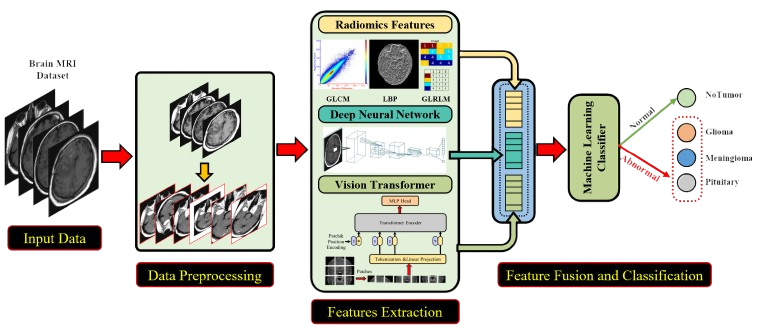 Brain MRI
Dataset
Input Data
Data Preprocessing
Radiomics Features
GLCM
LBP
GLRLM
Deep Neural Network
Vision Transformer
MLP Head
Transformer Encoder
Position
Encoding
Tokenization &Linear Projection
Patches
Features Extraction
Machine Learning
Classifier
Normal
Abnormal
NoTumor
Glioma
Meningioma
Pituitary
Feature Fusion and Classification